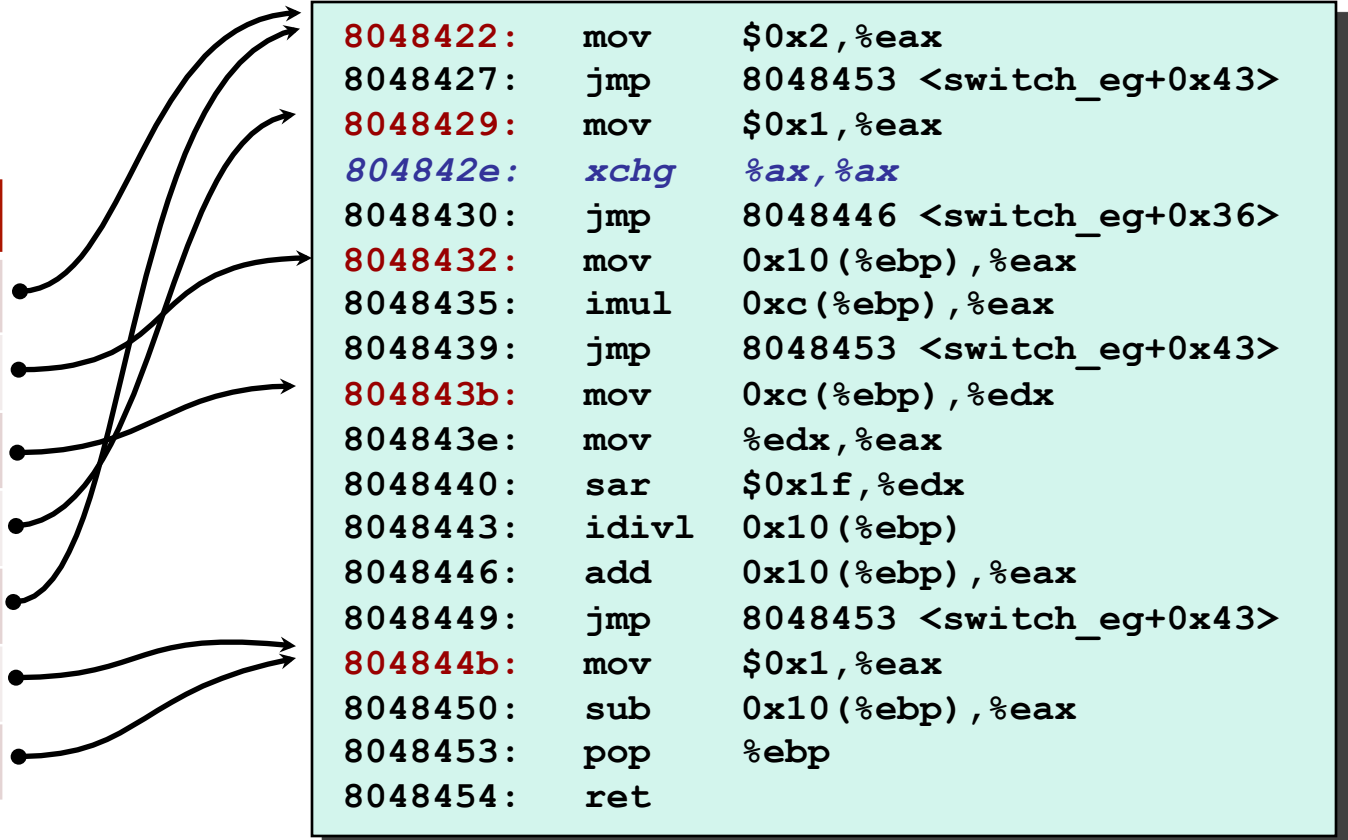 8048422: mov $0x2,%eax
8048427: jmp 8048453 <switch_eg+0x43>
8048429: mov $0x1,%eax
804842e: xchg %ax,%ax
8048430: jmp 8048446 <switch_eg+0x36>
8048432: mov 0x10(%ebp),%eax
8048435: imul 0xc(%ebp),%eax
8048439: jmp 8048453 <switch_eg+0x43>
804843b: mov 0xc(%ebp),%edx
804843e: mov %edx,%eax
8048440: sar $0x1f,%edx
8048443: idivl 0x10(%ebp)
8048446: add 0x10(%ebp),%eax
8048449: jmp 8048453 <switch_eg+0x43>
804844b: mov $0x1,%eax
8048450: sub 0x10(%ebp),%eax
8048453: pop %ebp
8048454: ret